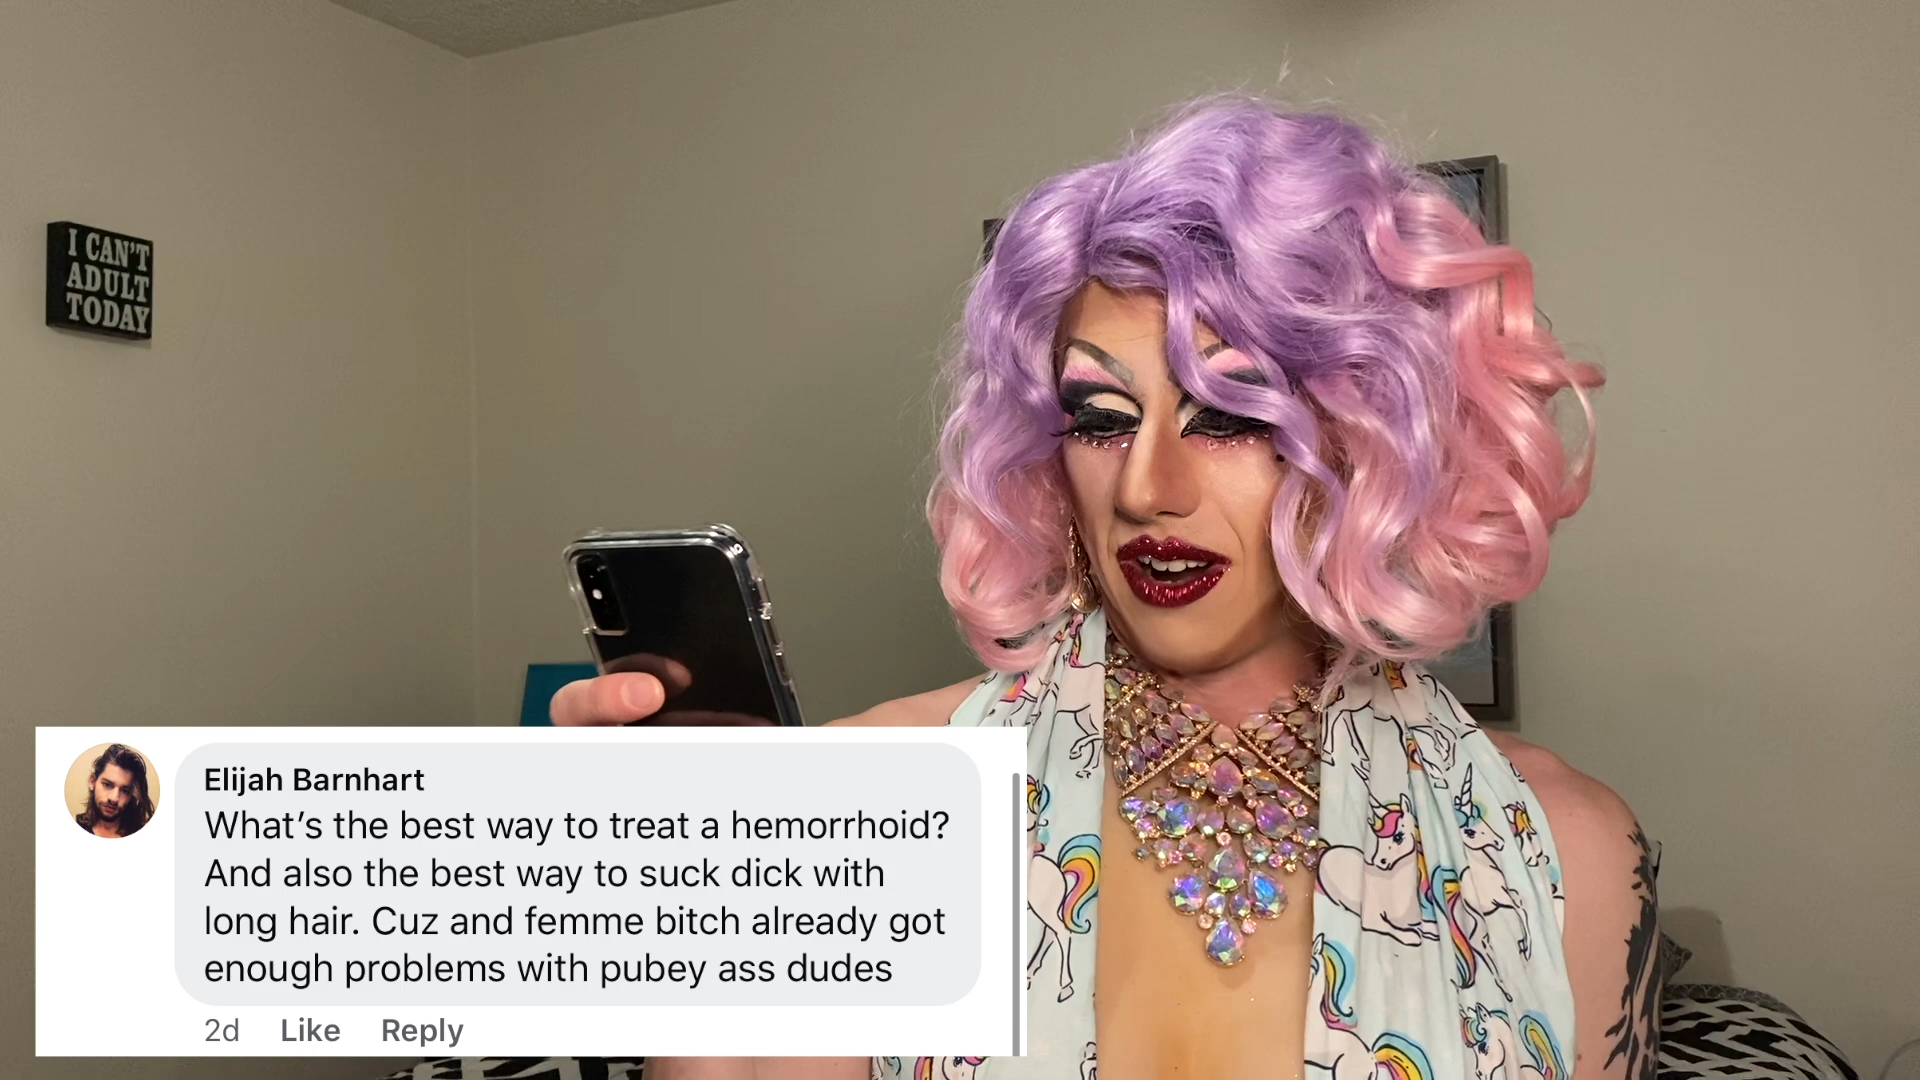 I CAN'T
ADULT
TODAY
Elijah Barnhart
What's the best way to treat a hemorrhoid?
And also the best way to suck dick with
long hair. Cuz and femme bitch already got
enough problems with pubey ass dudes
2d Like Reply